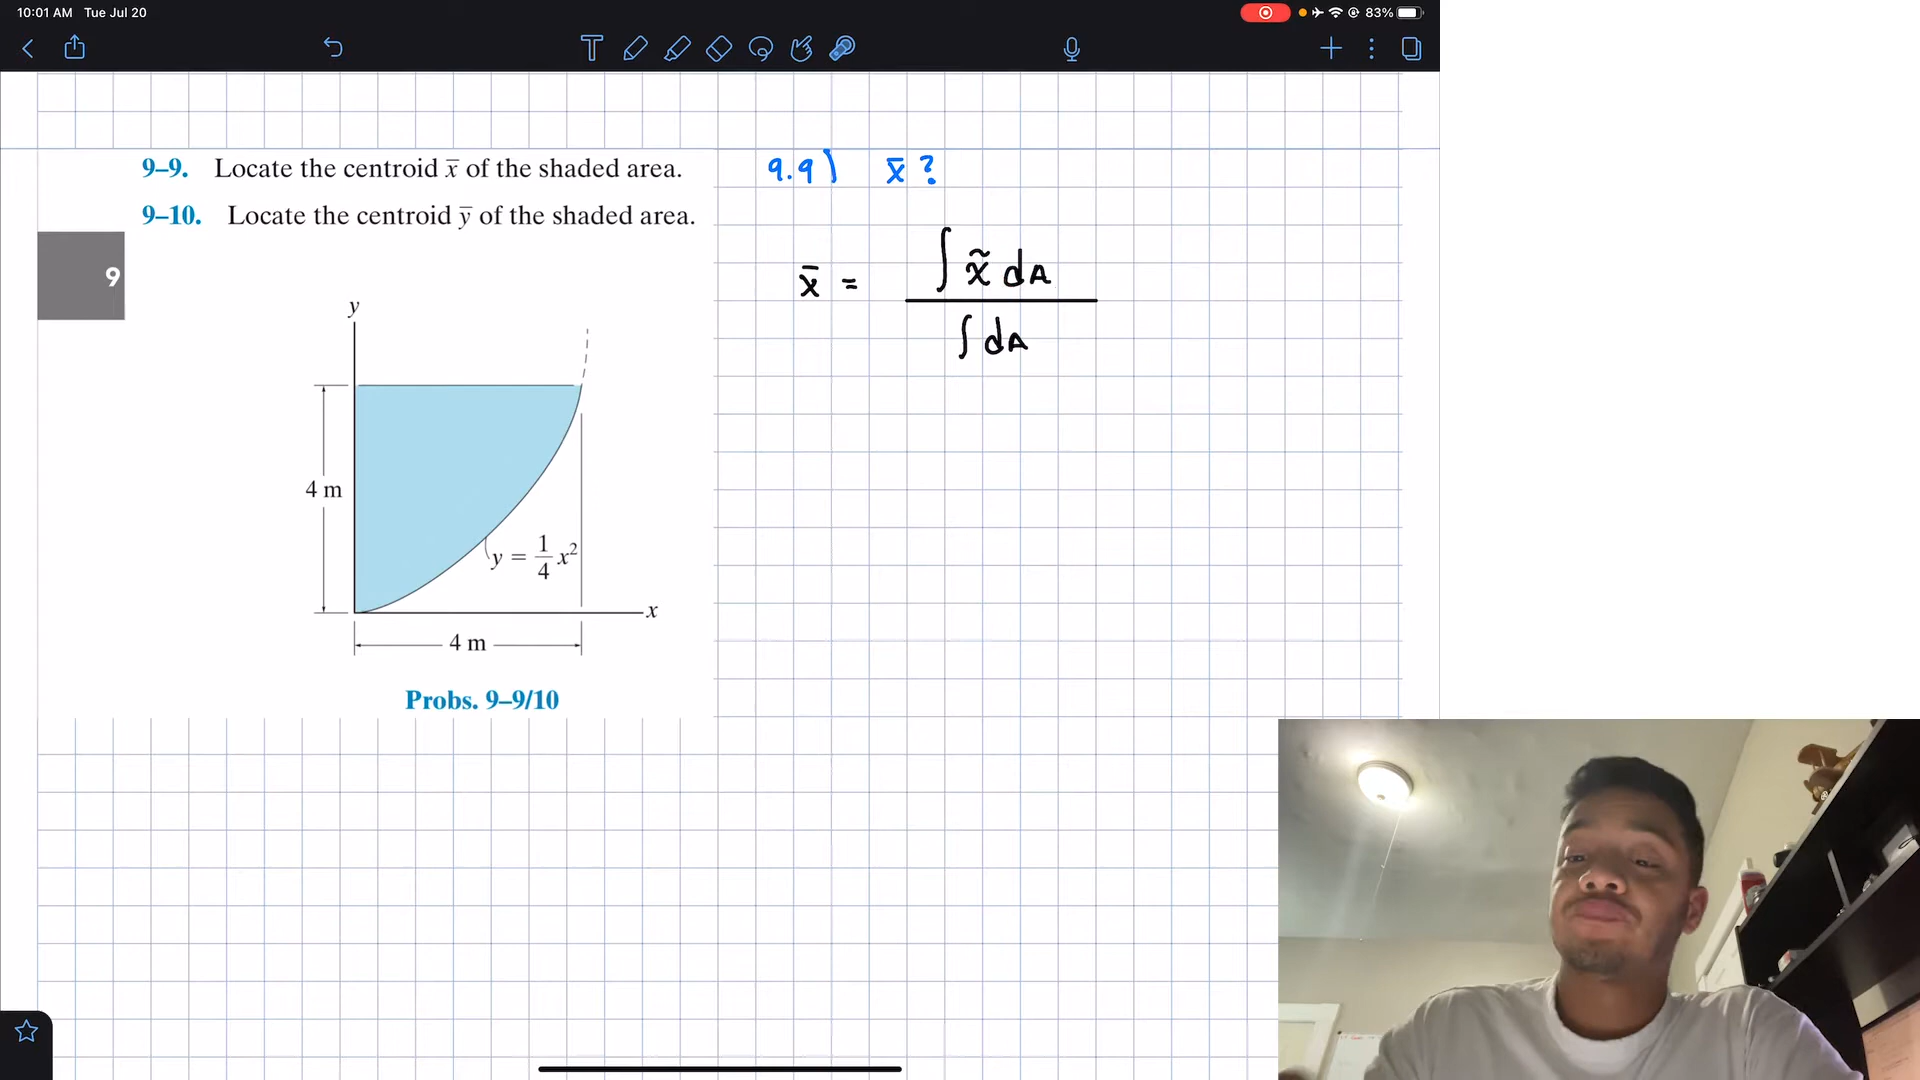 10:01 AM Tue Jul 20
83%
9–9. Locate the centroid x̄ of the shaded area.
9–10. Locate the centroid ȳ of the shaded area.
9
y
4 m
y = 1/4 x²
x
4 m
Probs. 9–9/10
9.9) x̄ ?
x̄ = ∫ x̃ dA
∫ dA